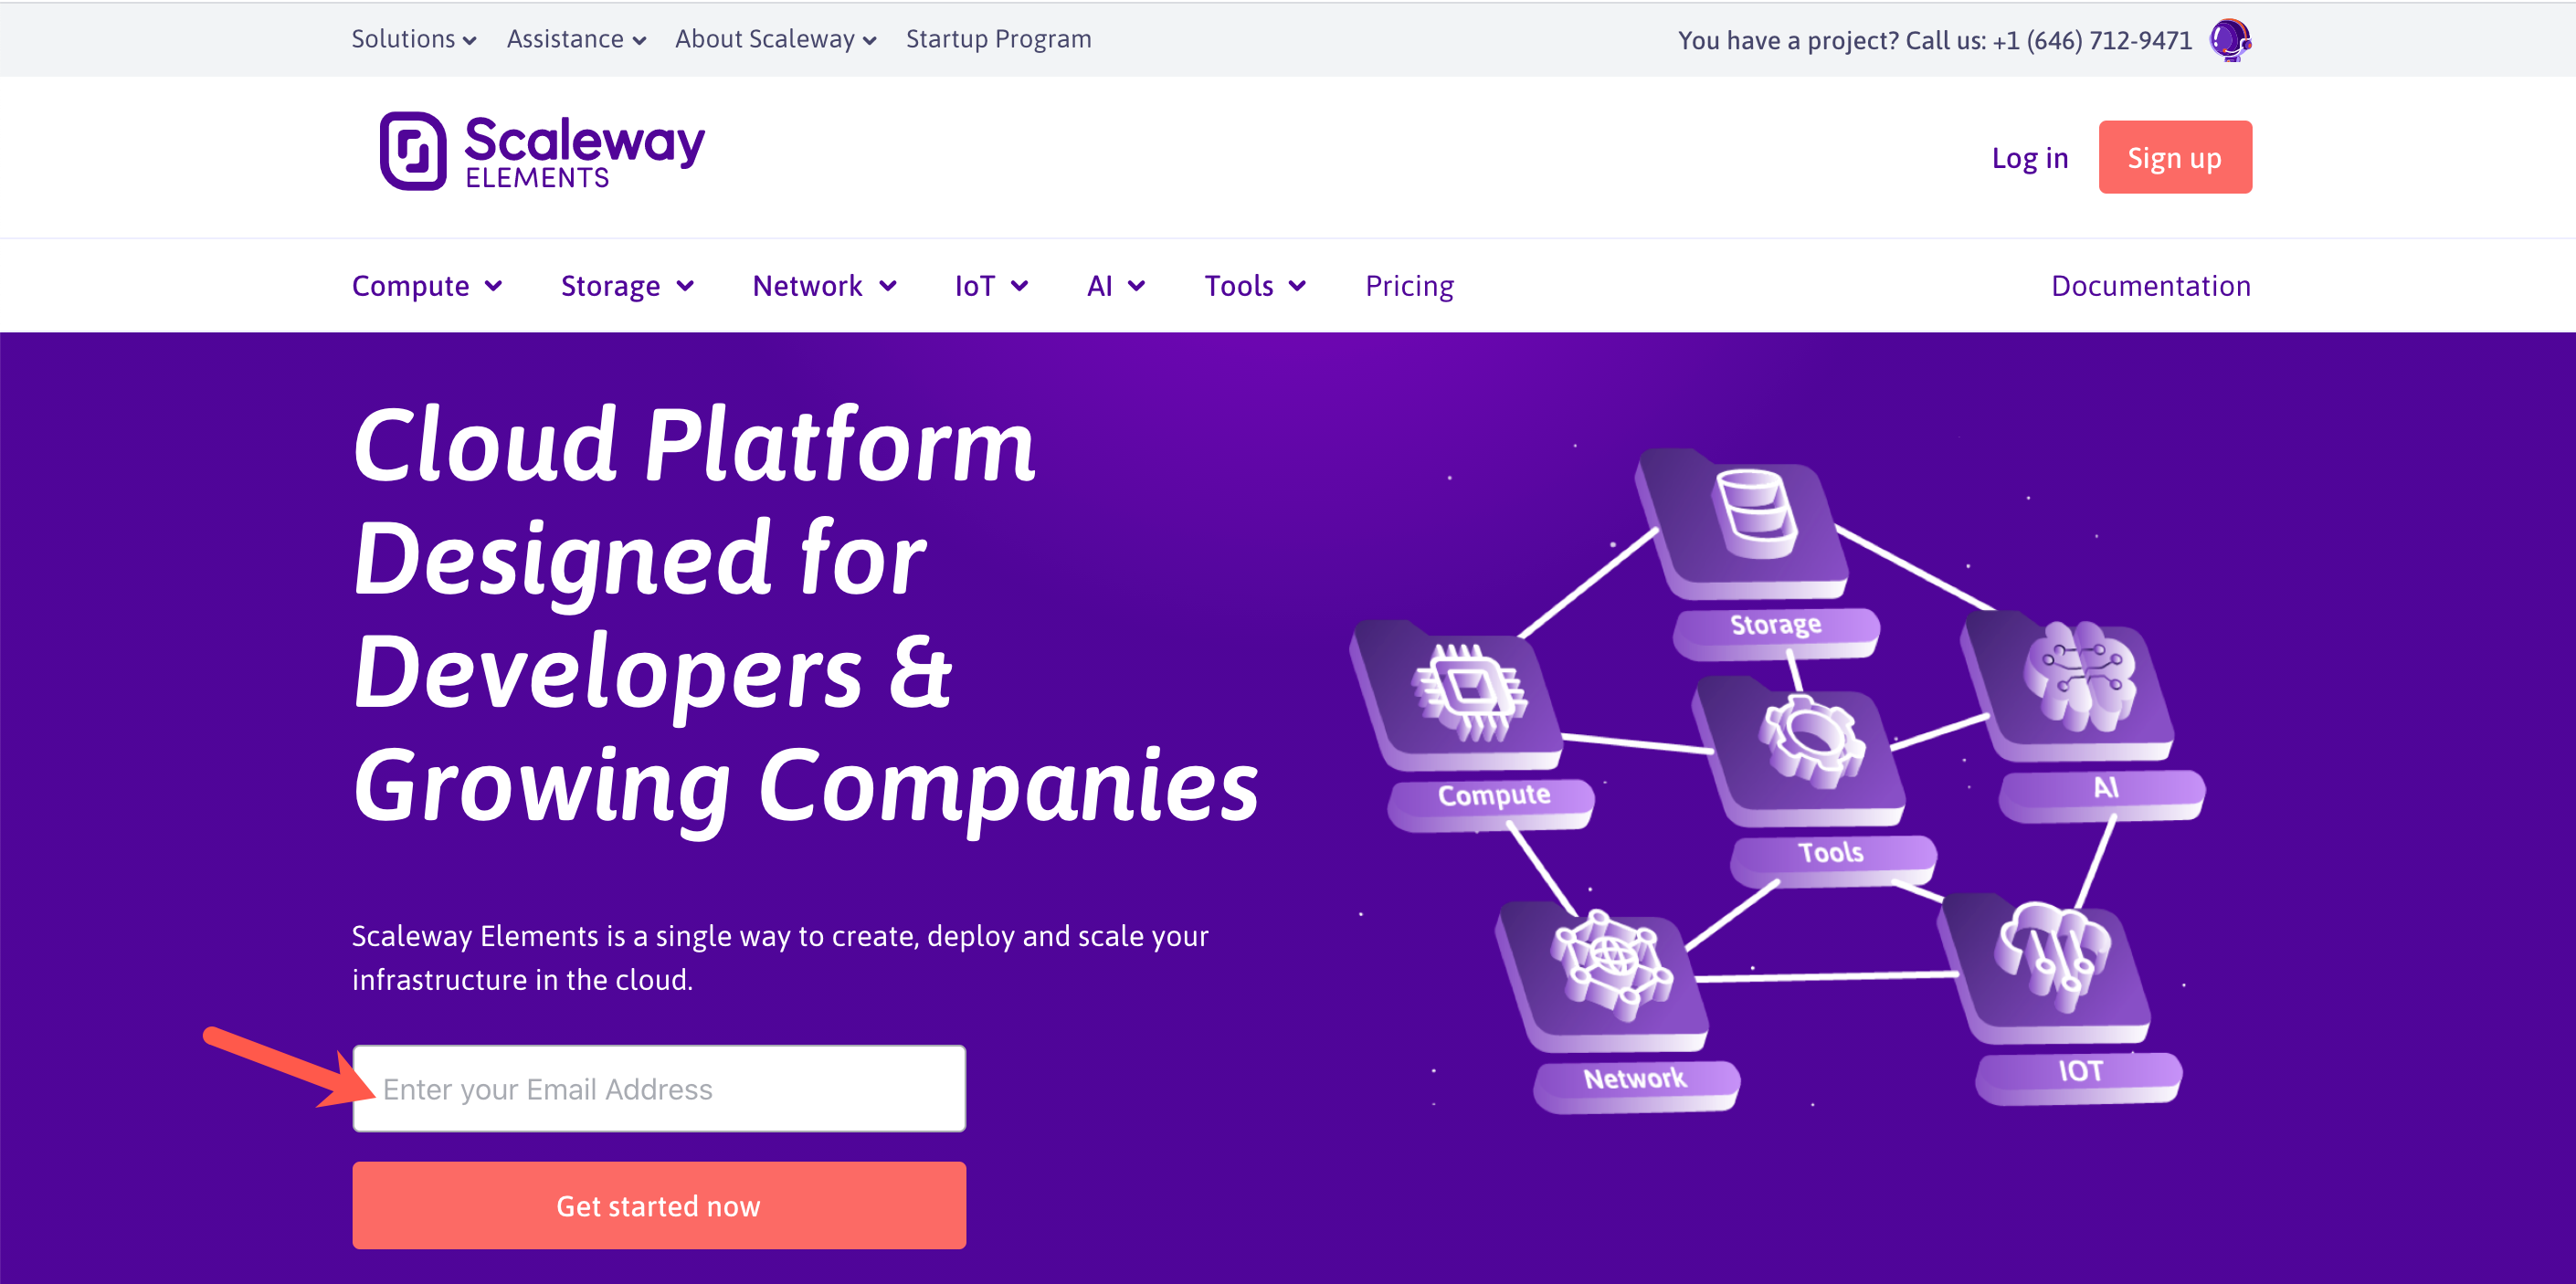 Solutions Assistance About Scaleway Startup Program
You have a project? Call us: +1 (646) 712-9471
Scaleway
ELEMENTS
Log in
Sign up
Compute Storage Network IoT AI Tools Pricing
Documentation
Cloud Platform
Designed for
Developers &
Growing Companies
Scaleway Elements is a single way to create, deploy and scale your
infrastructure in the cloud.
Enter your Email Address
Get started now
Storage
Compute
AI
Tools
Network
IOT